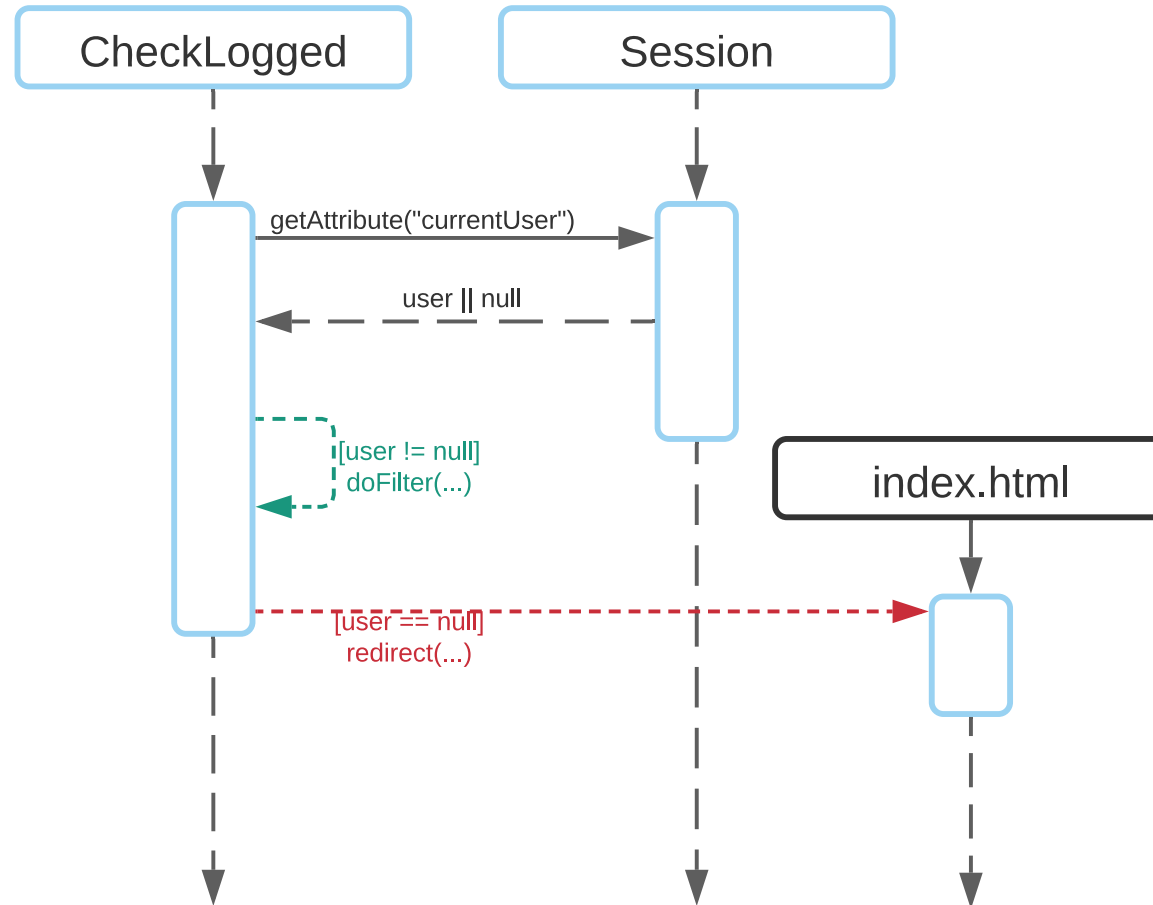 CheckLogged
Session
getAttribute("currentUser")
user || null
[user != null]
doFilter(...)
index.html
[user == null]
redirect(...)